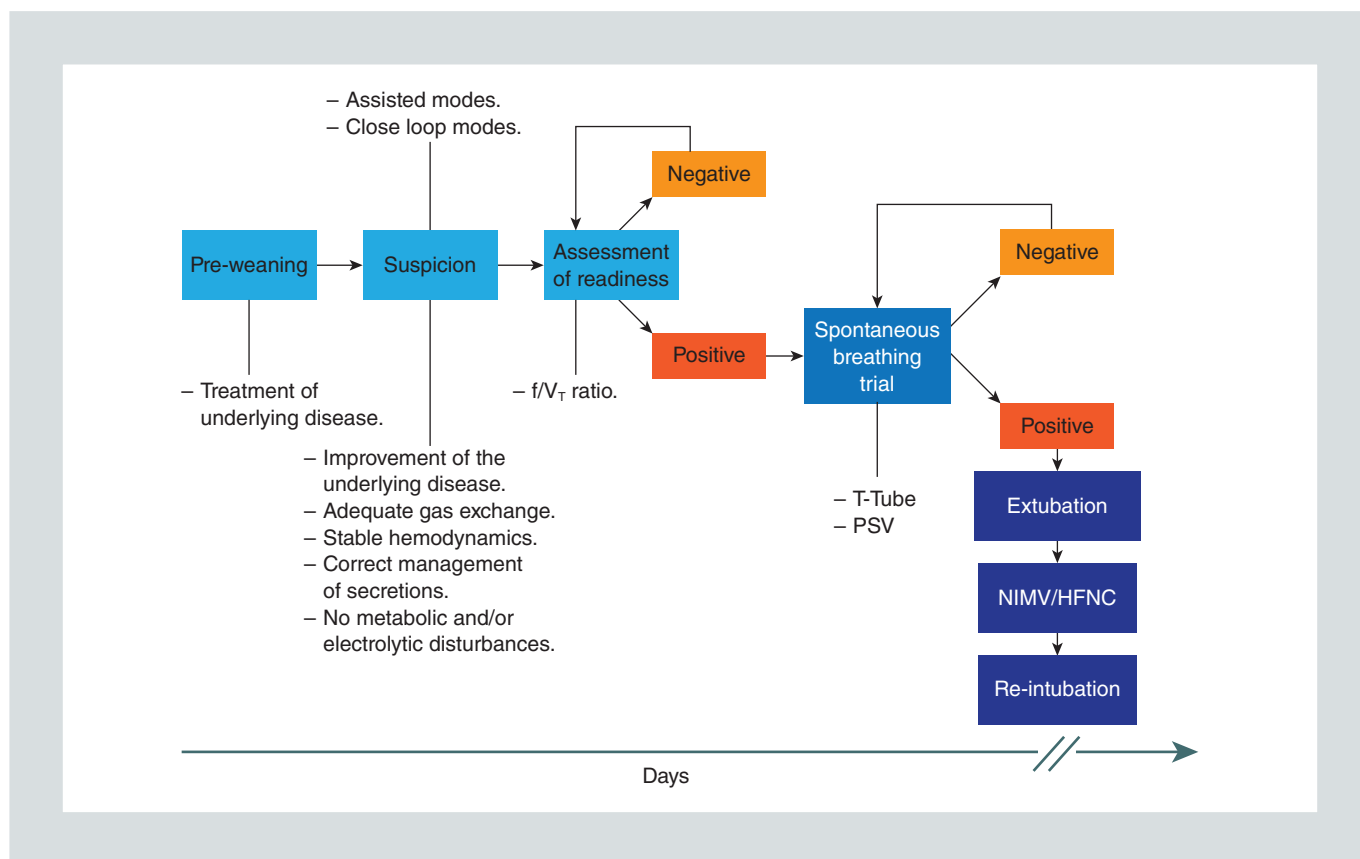 – Assisted modes.
– Close loop modes.
Negative
Pre-weaning
Suspicion
Assessment
of readiness
Negative
Positive
Spontaneous
breathing
trial
– Treatment of
underlying disease.
– f/VT ratio.
Positive
– Improvement of the
underlying disease.
– Adequate gas exchange.
– Stable hemodynamics.
– Correct management
of secretions.
– No metabolic and/or
electrolytic disturbances.
– T-Tube
– PSV
Extubation
NIMV/HFNC
Re-intubation
Days